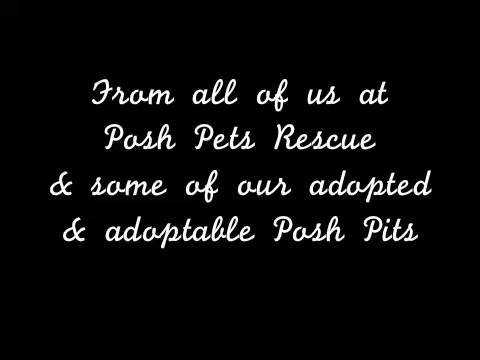 From all of us at
Posh Pets Rescue
& some of our adopted
& adoptable Posh Pits